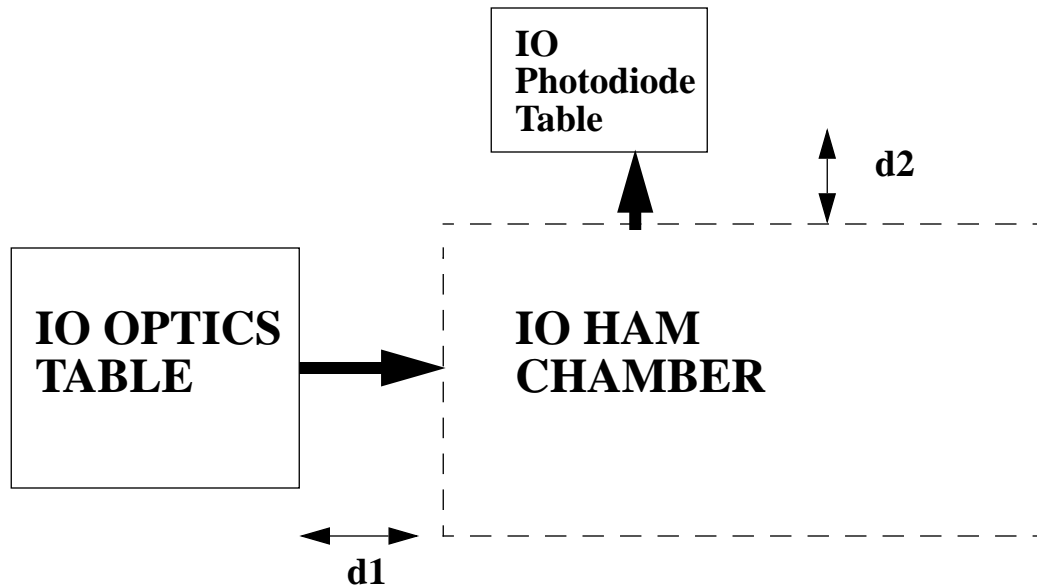 IO
Photodiode
Table
d2
IO OPTICS
TABLE
IO HAM
CHAMBER
d1